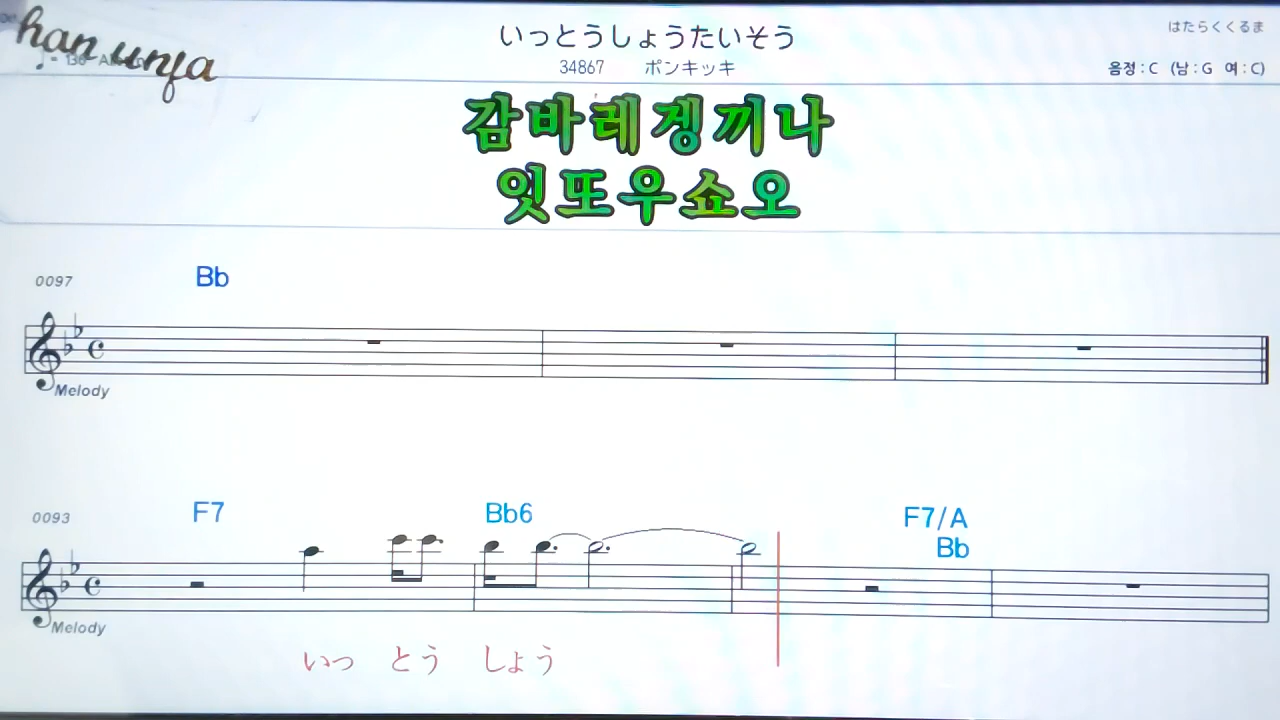 han unja
いっとうしょうたいそう
はたらくくるま
34867 ポンキッキ
음정 : C (남 : G 여 : C)
감바레겡끼나
잇또우쇼오
0097
Bb
Melody
0093
F7 Bb6 F7/A
Bb
Melody
いっ とう しょう